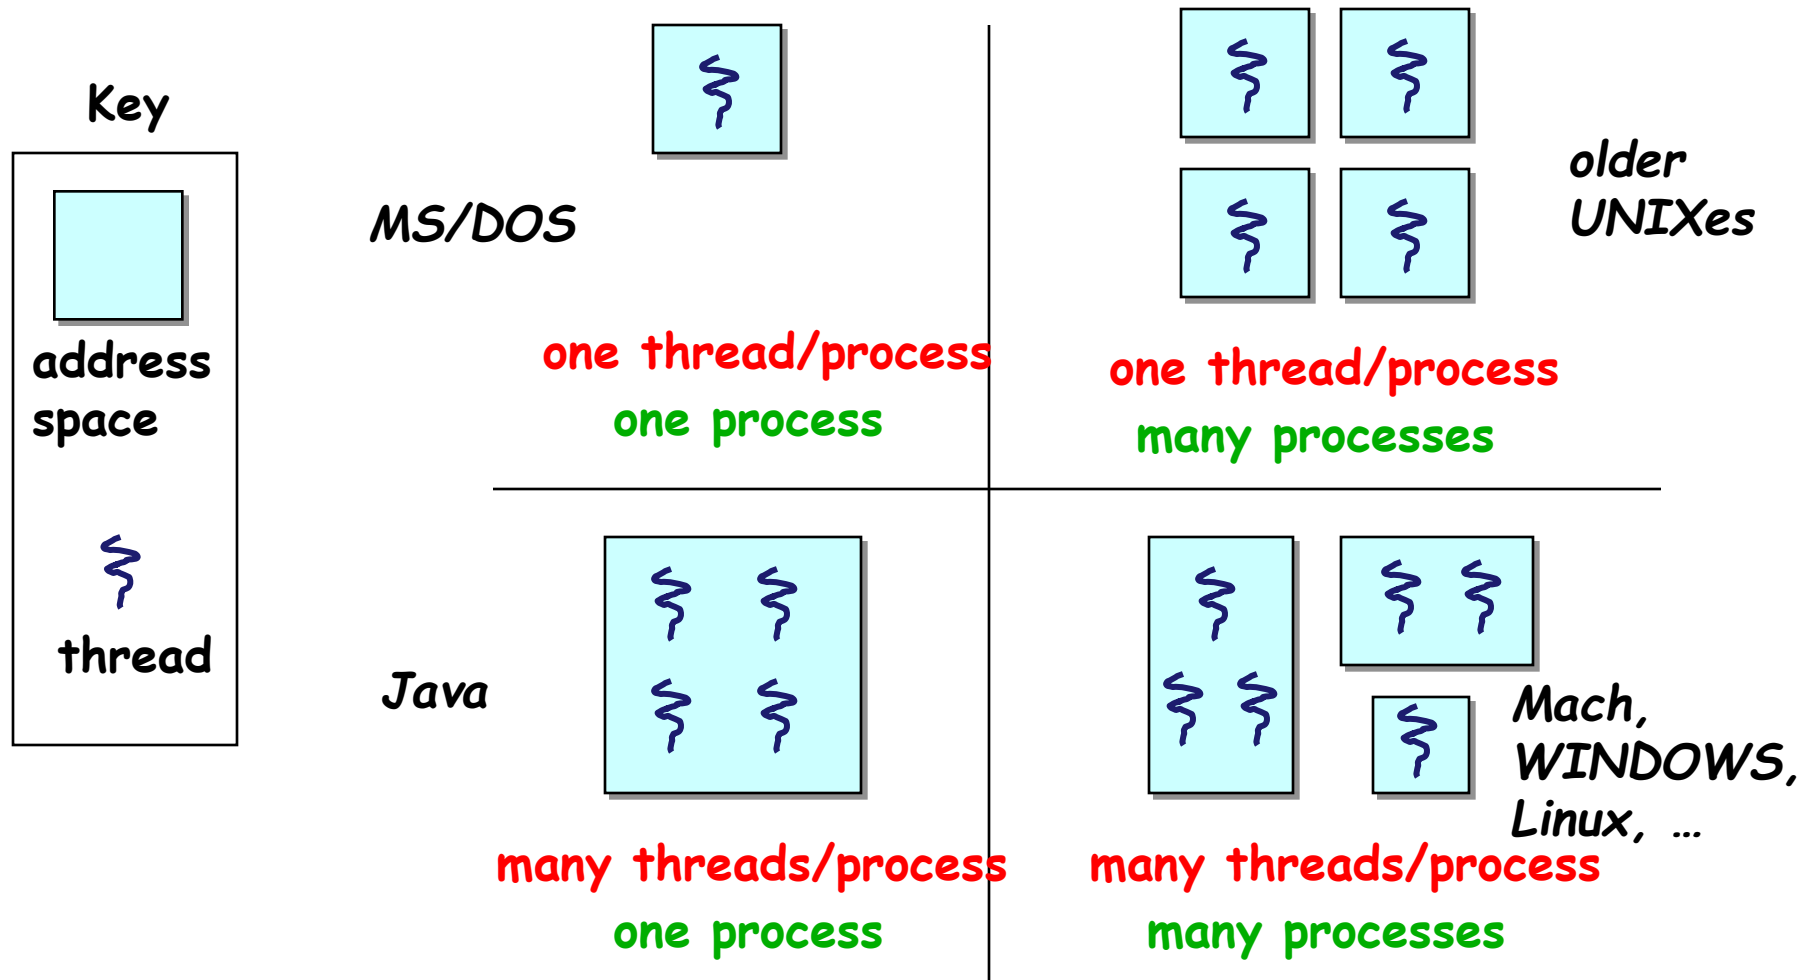 Key
address
space
thread
MS/DOS
one thread/process
one process
older
UNIXes
one thread/process
many processes
Java
many threads/process
one process
Mach,
WINDOWS,
Linux, …
many threads/process
many processes